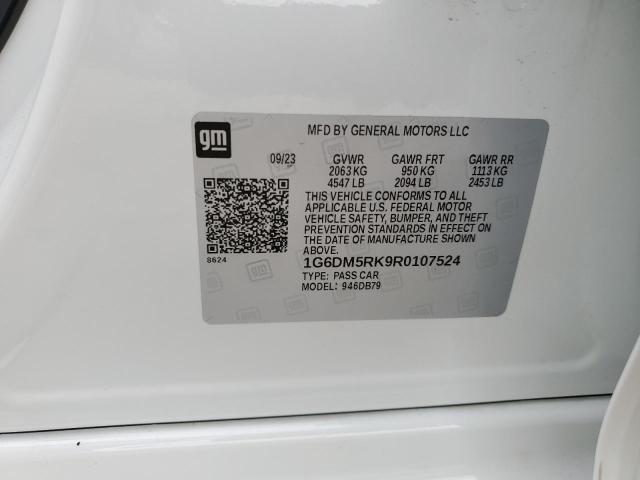 gm
MFD BY GENERAL MOTORS LLC
09/23 GVWR GAWR FRT GAWR RR
2063 KG 950 KG 1113 KG
4547 LB 2094 LB 2453 LB
THIS VEHICLE CONFORMS TO ALL
APPLICABLE U.S. FEDERAL MOTOR
VEHICLE SAFETY, BUMPER, AND THEFT
PREVENTION STANDARDS IN EFFECT ON
THE DATE OF MANUFACTURE SHOWN
ABOVE.
8624
1G6DM5RK9R0107524
TYPE: PASS CAR
MODEL: 946DB79